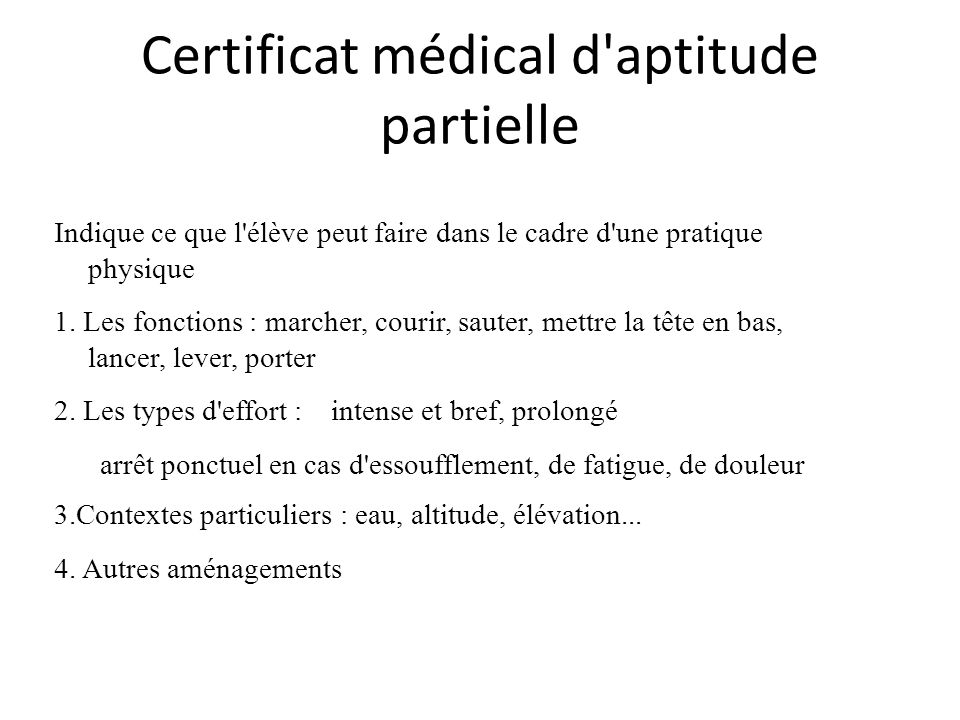 Certificat médical d'aptitude
partielle
Indique ce que l'élève peut faire dans le cadre d'une pratique
physique
1. Les fonctions : marcher, courir, sauter, mettre la tête en bas,
lancer, lever, porter
2. Les types d'effort : intense et bref, prolongé
arrêt ponctuel en cas d'essoufflement, de fatigue, de douleur
3.Contextes particuliers : eau, altitude, élévation...
4. Autres aménagements